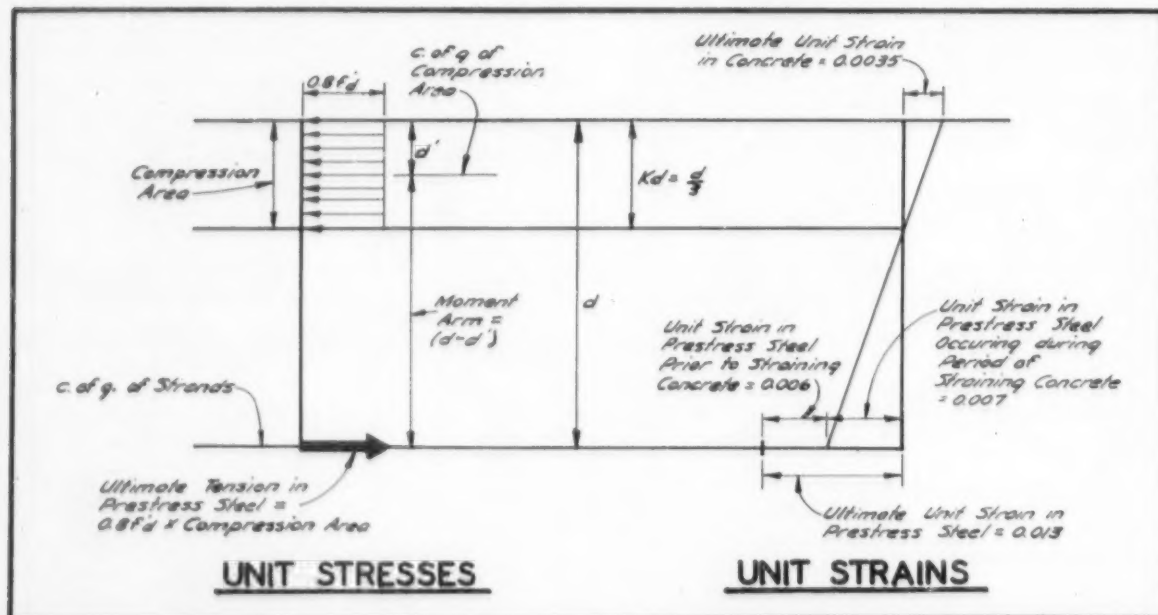 Ultimate Unit Strain
in Concrete = 0.0035
c. of g. of
Compression
Area
0.8f'd
d'
Compression
Area
Kd = d/3
Moment
Arm =
(d-d')
d
Unit Strain in
Prestress Steel
Prior to Straining
Concrete = 0.006
Unit Strain in
Prestress Steel
Occuring during
Period of
Straining Concrete
= 0.007
c. of g. of Strands
Ultimate Tension in
Prestress Steel =
0.8f'd x Compression Area
Ultimate Unit Strain in
Prestress Steel = 0.013
UNIT STRESSES
UNIT STRAINS